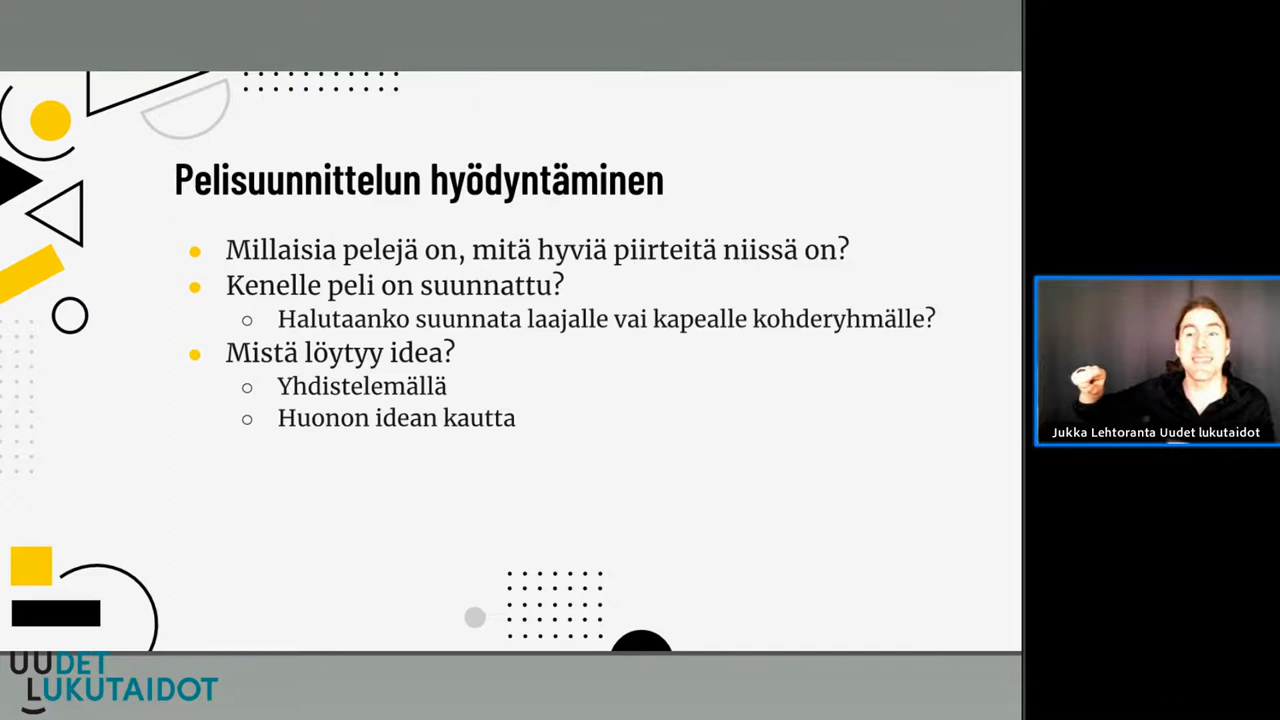 Pelisuunnittelun hyödyntäminen
Millaisia pelejä on, mitä hyviä piirteitä niissä on?
Kenelle peli on suunnattu?
Halutaanko suunnata laajalle vai kapealle kohderyhmälle?
Mistä löytyy idea?
Yhdistelemällä
Huonon idean kautta
Jukka Lehtoranta Uudet lukutaidot
UUDET
LUKUTAIDOT